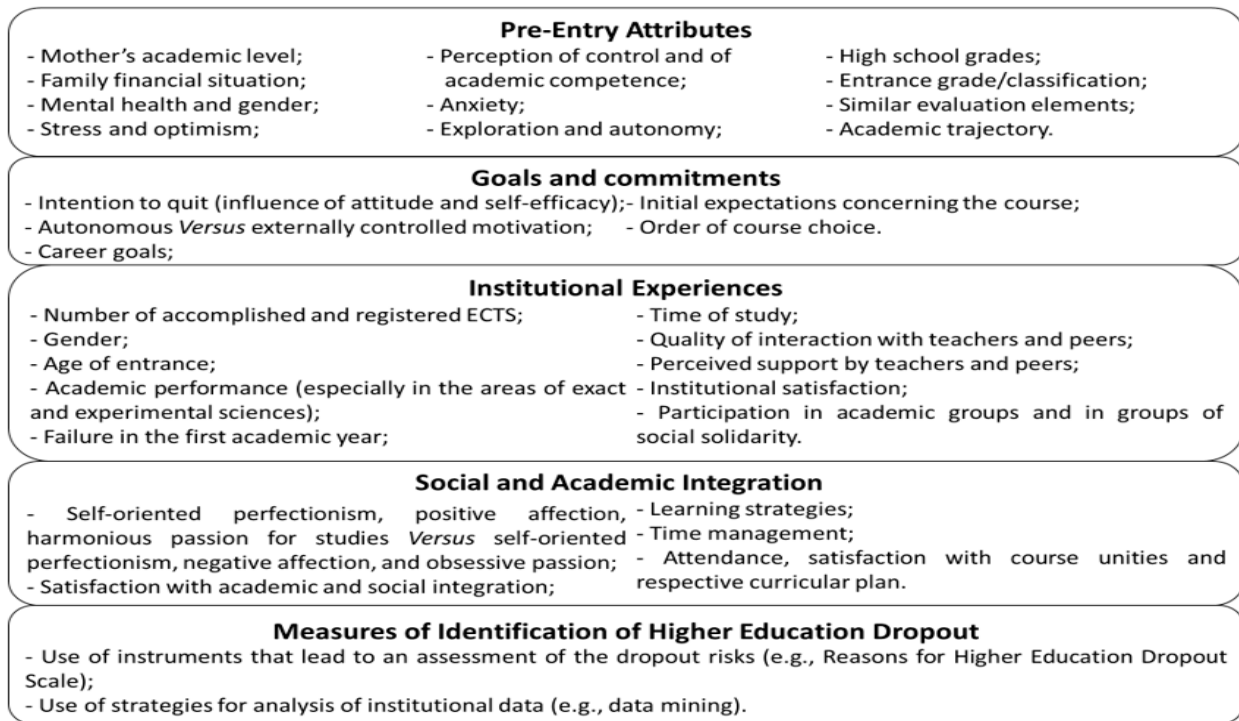 Pre-Entry Attributes
- Mother's academic level;
- Family financial situation;
- Mental health and gender;
- Stress and optimism;
- Perception of control and of
academic competence;
- Anxiety;
- Exploration and autonomy;
- High school grades;
- Entrance grade/classification;
- Similar evaluation elements;
- Academic trajectory.
Goals and commitments
- Intention to quit (influence of attitude and self-efficacy);
- Autonomous Versus externally controlled motivation;
- Career goals;
- Initial expectations concerning the course;
- Order of course choice.
Institutional Experiences
- Number of accomplished and registered ECTS;
- Gender;
- Age of entrance;
- Academic performance (especially in the areas of exact
and experimental sciences);
- Failure in the first academic year;
- Time of study;
- Quality of interaction with teachers and peers;
- Perceived support by teachers and peers;
- Institutional satisfaction;
- Participation in academic groups and in groups of
social solidarity.
Social and Academic Integration
- Self-oriented perfectionism, positive affection,
harmonious passion for studies Versus self-oriented
perfectionism, negative affection, and obsessive passion;
- Satisfaction with academic and social integration;
- Learning strategies;
- Time management;
- Attendance, satisfaction with course unities and
respective curricular plan.
Measures of Identification of Higher Education Dropout
- Use of instruments that lead to an assessment of the dropout risks (e.g., Reasons for Higher Education Dropout
Scale);
- Use of strategies for analysis of institutional data (e.g., data mining).